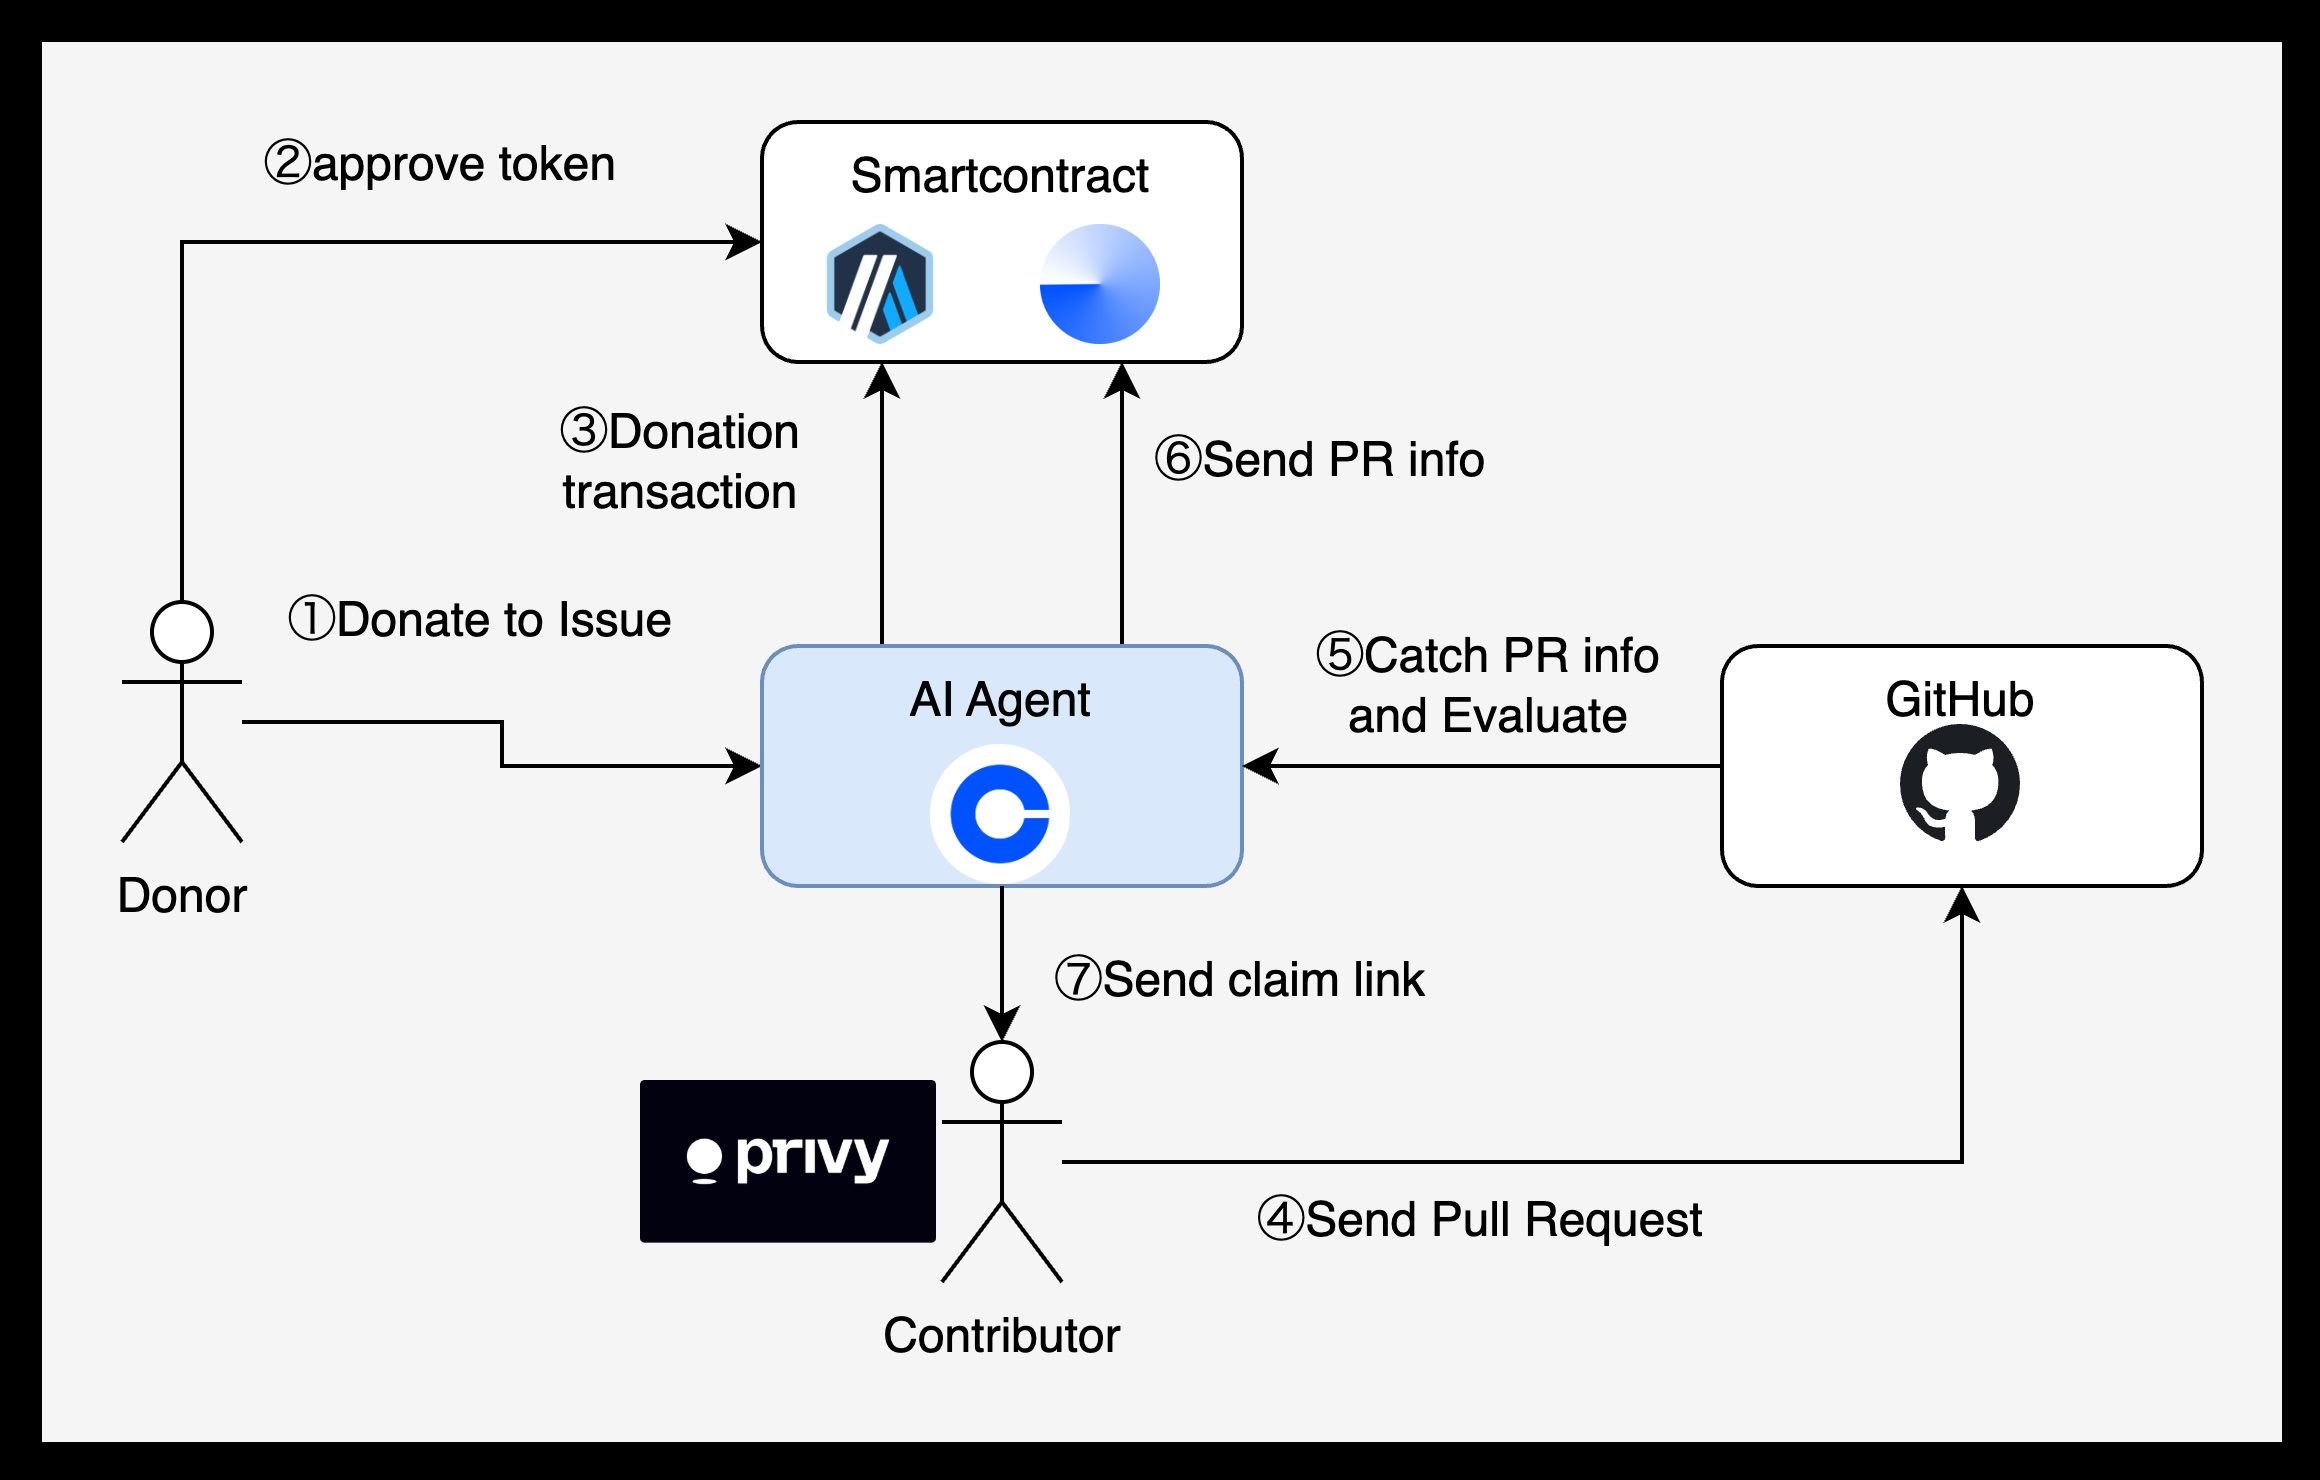 ②approve token
Smartcontract
③Donation
transaction
⑥Send PR info
①Donate to Issue
AI Agent
⑤Catch PR info
and Evaluate
GitHub
Donor
⑦Send claim link
privy
④Send Pull Request
Contributor